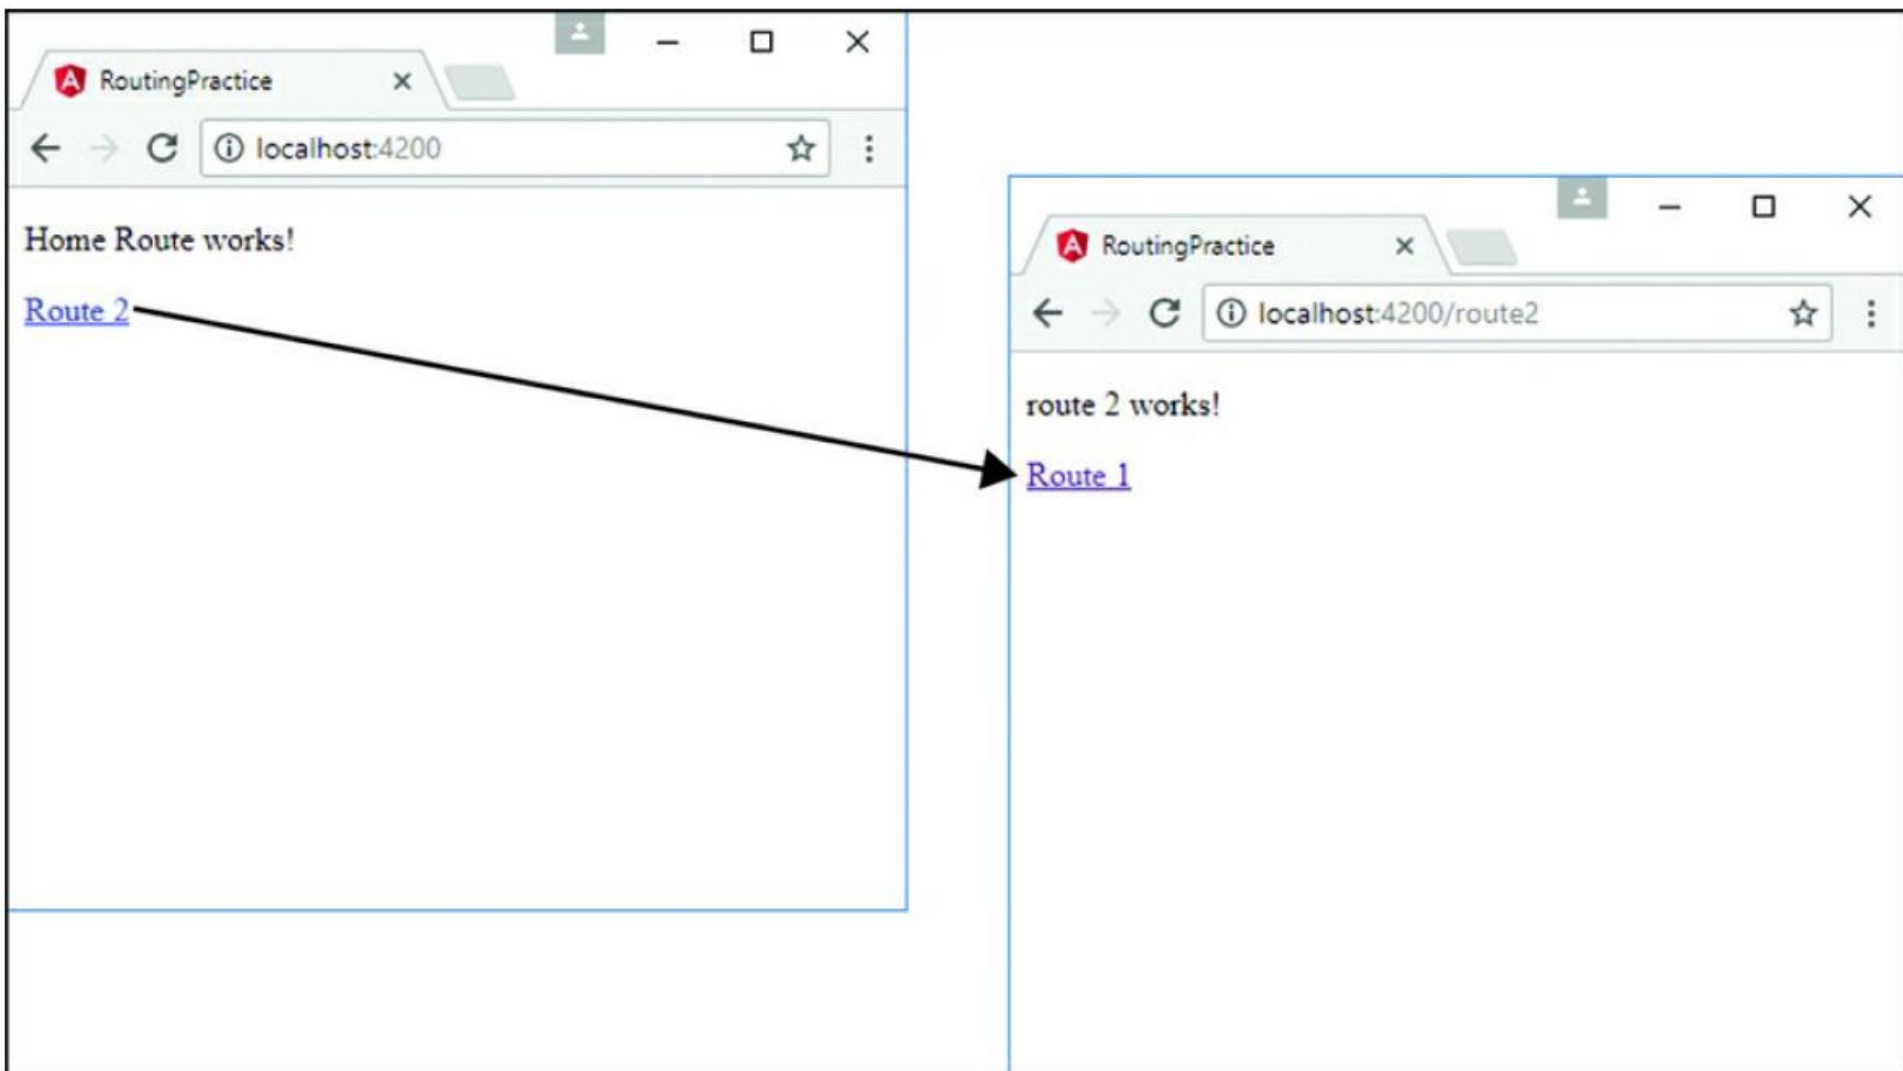 RoutingPractice
localhost:4200
Home Route works!
Route 2
RoutingPractice
localhost:4200/route2
route 2 works!
Route 1